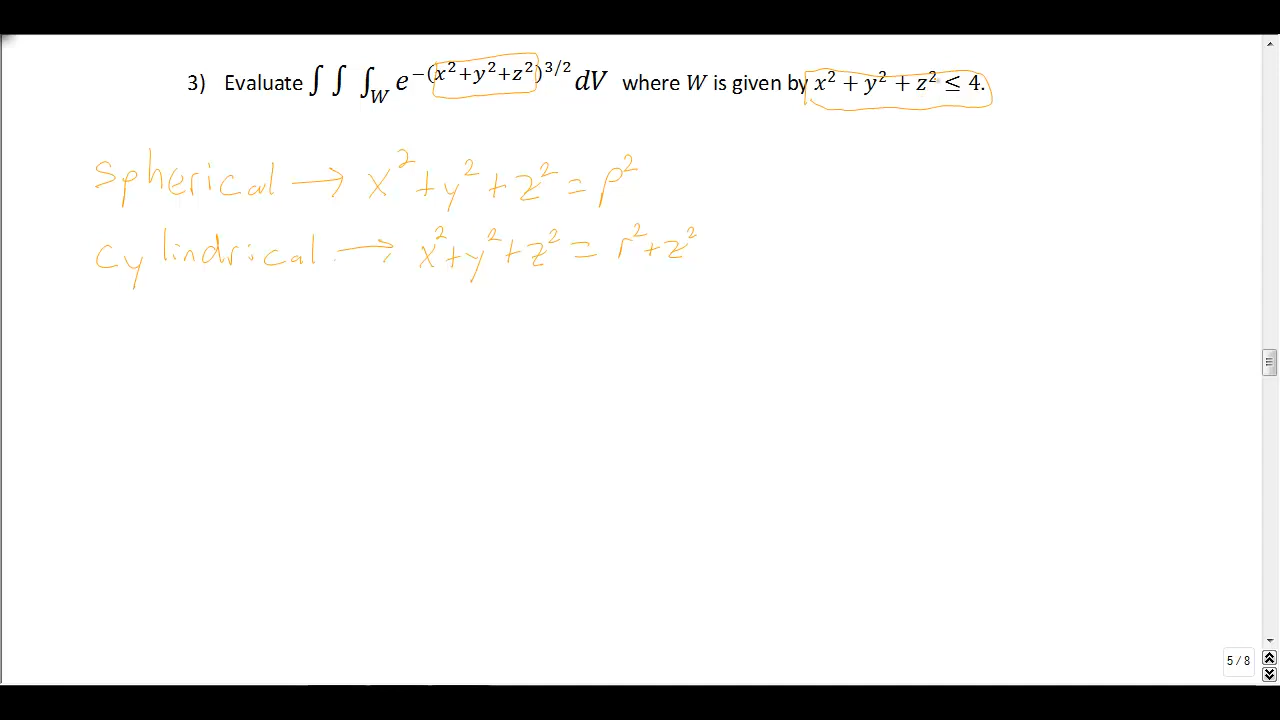 3) Evaluate ∫ ∫ ∫_W e^{−(x²+y²+z²)^{3/2}} dV where W is given by x² + y² + z² ≤ 4.
Spherical → x² + y² + z² = ρ²
Cylindrical → x² + y² + z² = r² + z²
5 / 8